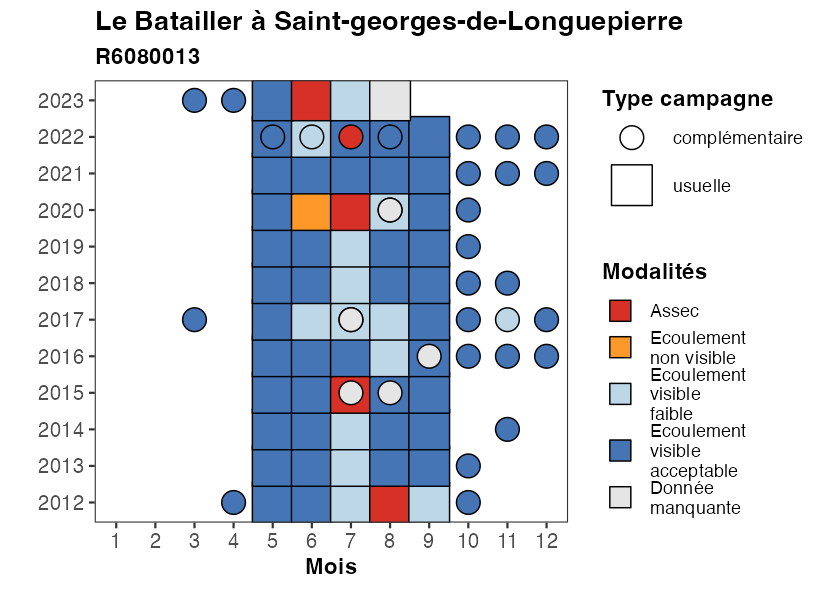 Le Batailler à Saint-georges-de-Longuepierre
R6080013
2023
2022
2021
2020
2019
2018
2017
2016
2015
2014
2013
2012
1 2 3 4 5 6 7 8 9 10 11 12
Mois
Type campagne
complémentaire
usuelle
Modalités
Assec
Ecoulement
non visible
Ecoulement
visible
faible
Ecoulement
visible
acceptable
Donnée
manquante